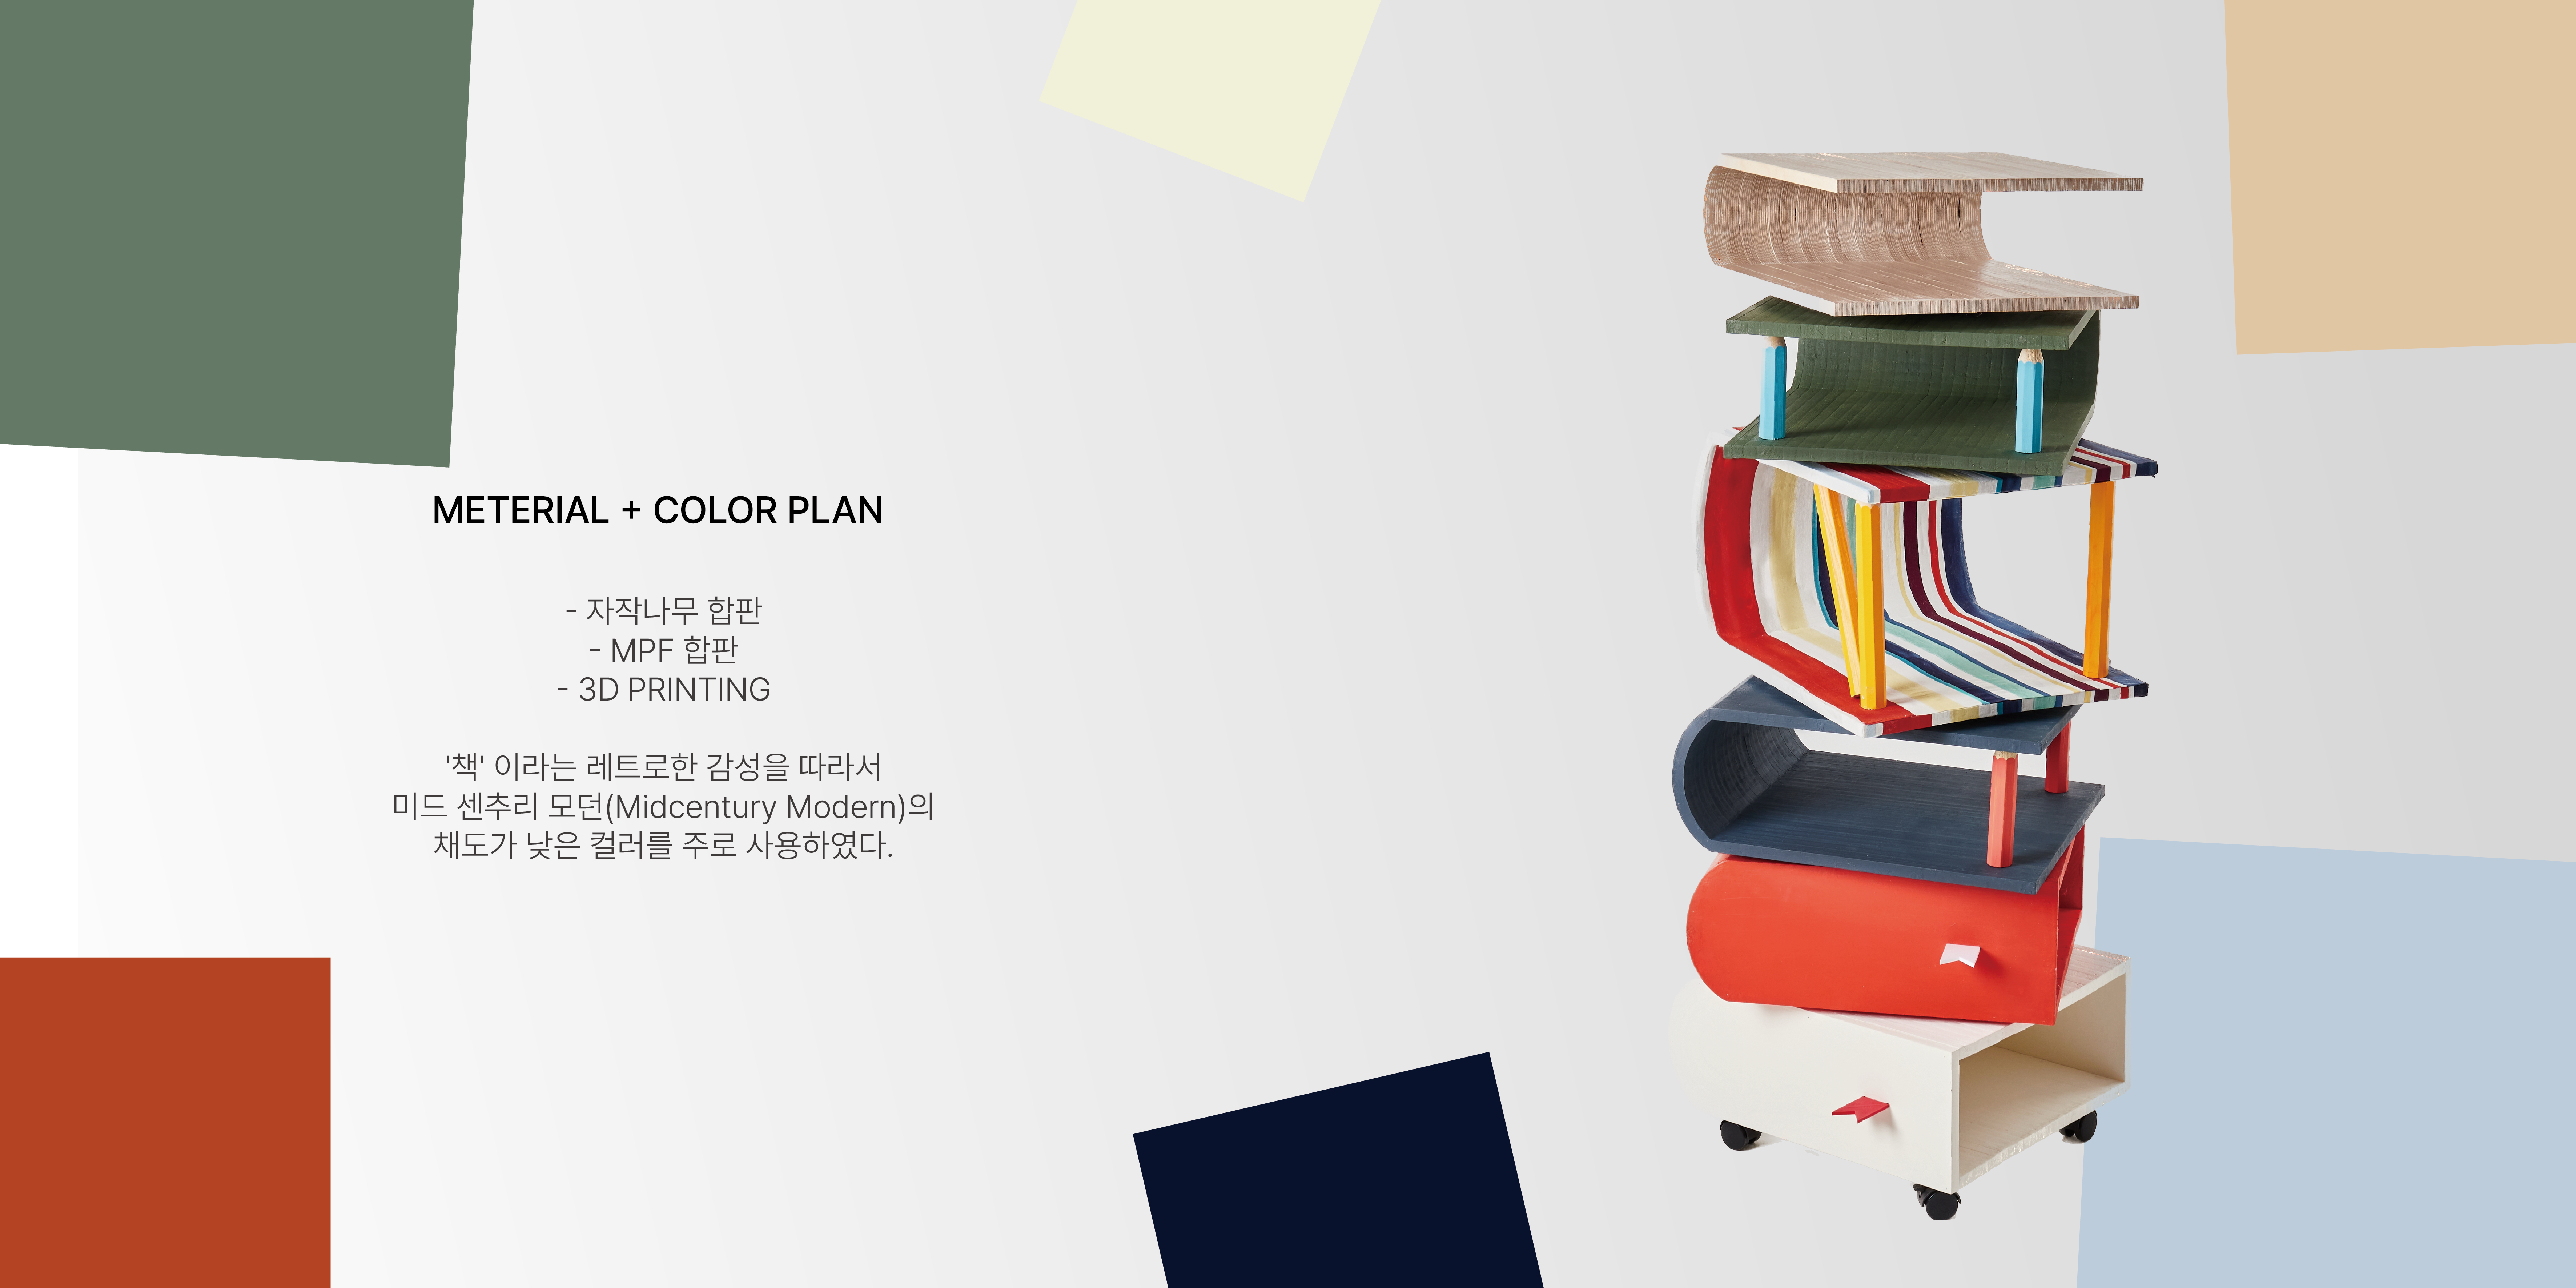 METERIAL + COLOR PLAN
- 자작나무 합판
- MPF 합판
- 3D PRINTING
'책' 이라는 레트로한 감성을 따라서
미드 센추리 모던(Midcentury Modern)의
채도가 낮은 컬러를 주로 사용하였다.